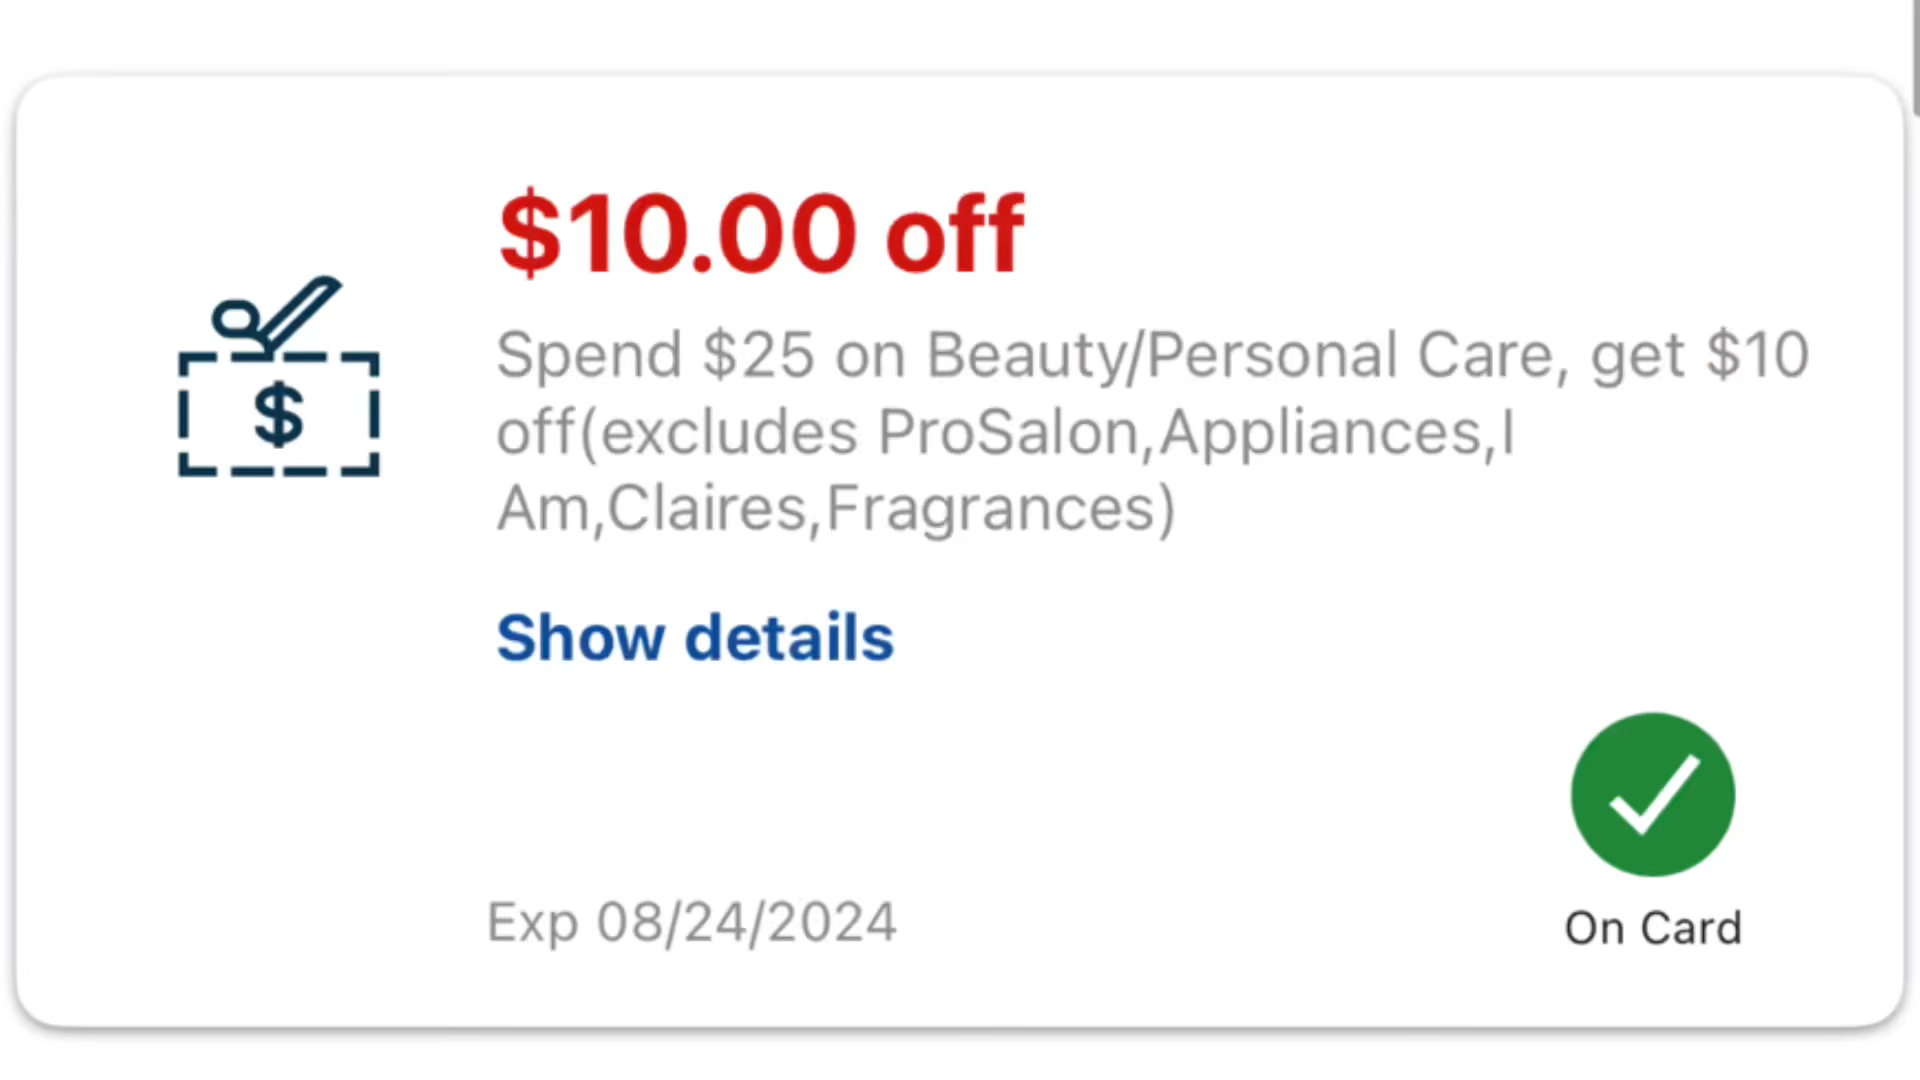 $10.00 off
$
Spend $25 on Beauty/Personal Care, get $10
off(excludes ProSalon,Appliances,I
Am,Claires,Fragrances)
Show details
Exp 08/24/2024
On Card